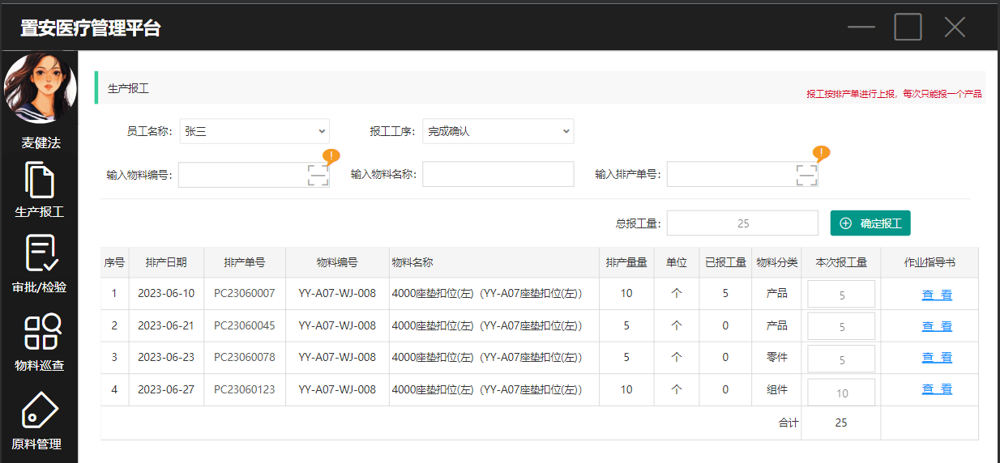 置安医疗管理平台
麦健法
生产报工
审批/检验
物料巡查
原料管理
生产报工
报工按排产单进行上报，每次只能报一个产品
员工名称: 张三 报工工序: 完成确认
输入物料编号: 输入物料名称: 输入排产单号:
总报工量: 25 确定报工
序号 排产日期 排产单号 物料编号 物料名称 排产量量 单位 已报工量 物料分类 本次报工量 作业指导书
1 2023-06-10 PC23060007 YY-A07-WJ-008 4000座垫扣位(左)（YY-A07座垫扣位(左)） 10 个 5 产品 5 查 看
2 2023-06-21 PC23060045 YY-A07-WJ-008 4000座垫扣位(左)（YY-A07座垫扣位(左)） 5 个 0 产品 5 查 看
3 2023-06-23 PC23060078 YY-A07-WJ-008 4000座垫扣位(左)（YY-A07座垫扣位(左)） 5 个 0 零件 5 查 看
4 2023-06-27 PC23060123 YY-A07-WJ-008 4000座垫扣位(左)（YY-A07座垫扣位(左)） 10 个 0 组件 10 查 看
合计 25